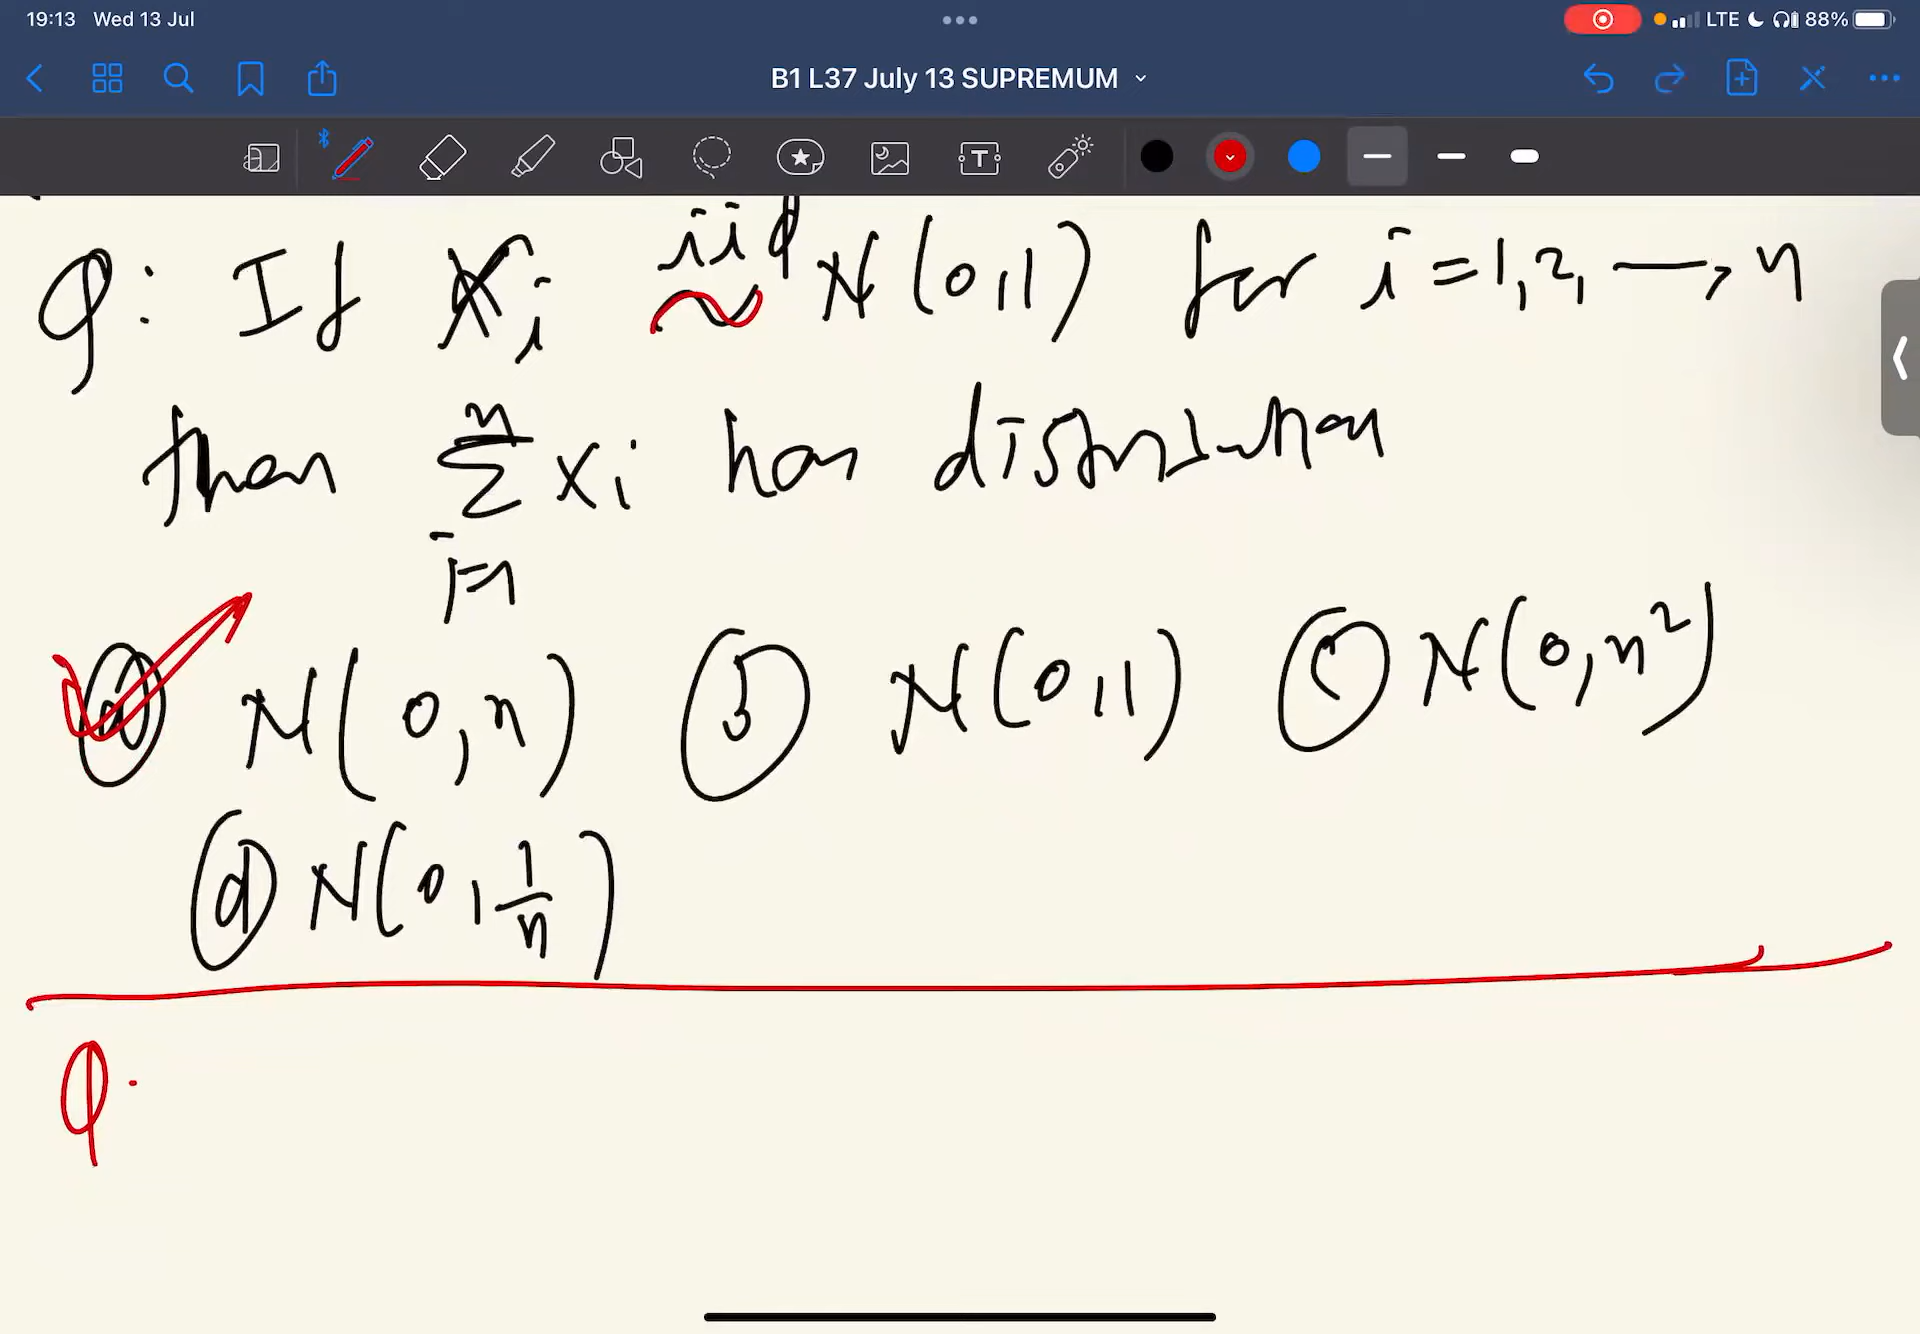 19:13 Wed 13 Jul
LTE 88%
B1 L37 July 13 SUPREMUM
Q: If Xi iid ~ N(0,1) for i=1,2, —, n
then n Σ i=1 xi has distribution
(a) N(0,n) (b) N(0,1) (c) N(0,n²)
(d) N(0, 1/n)
Q: